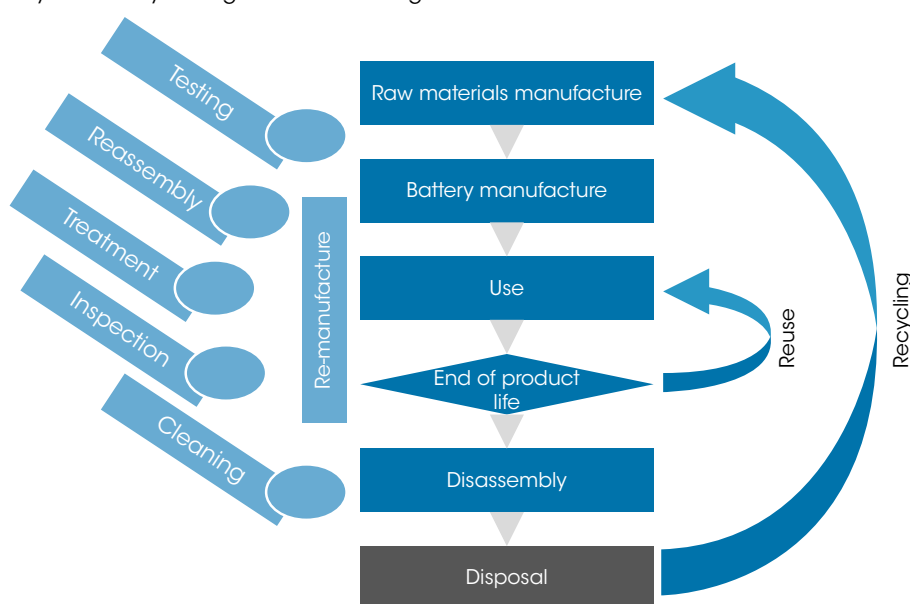 Testing
Reassembly
Treatment
Inspection
Cleaning
Re-manufacture
Raw materials manufacture
Battery manufacture
Use
End of product
life
Disassembly
Disposal
Reuse
Recycling